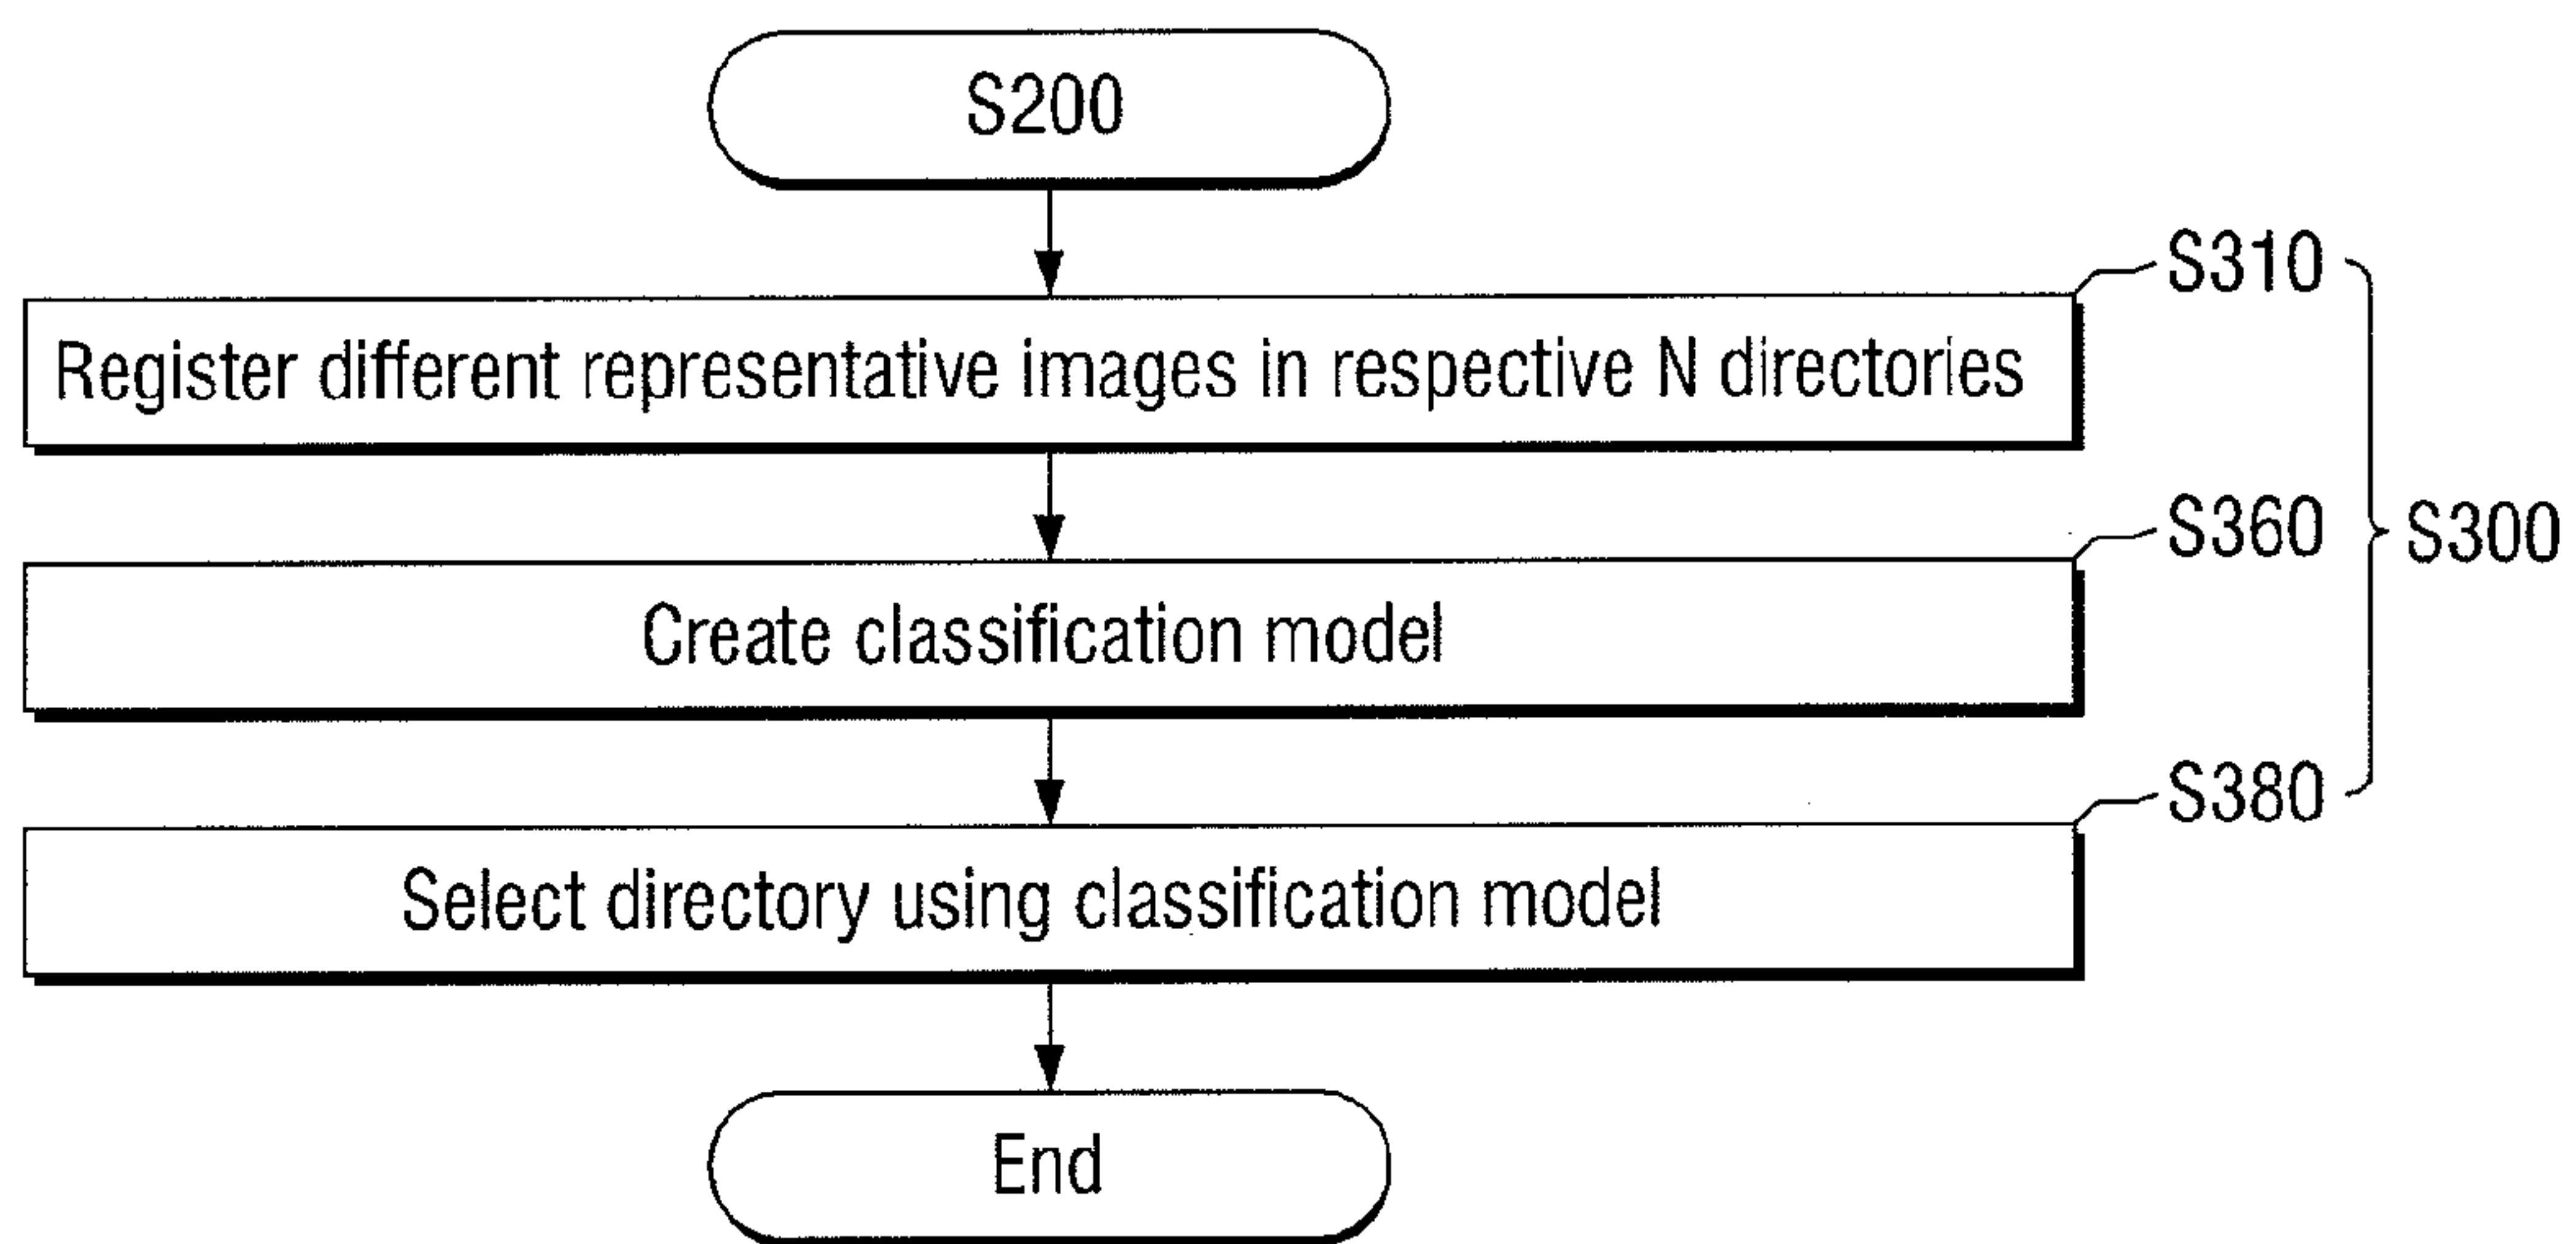 S200
S310
Register different representative images in respective N directories
S360
S300
Create classification model
S380
Select directory using classification model
End